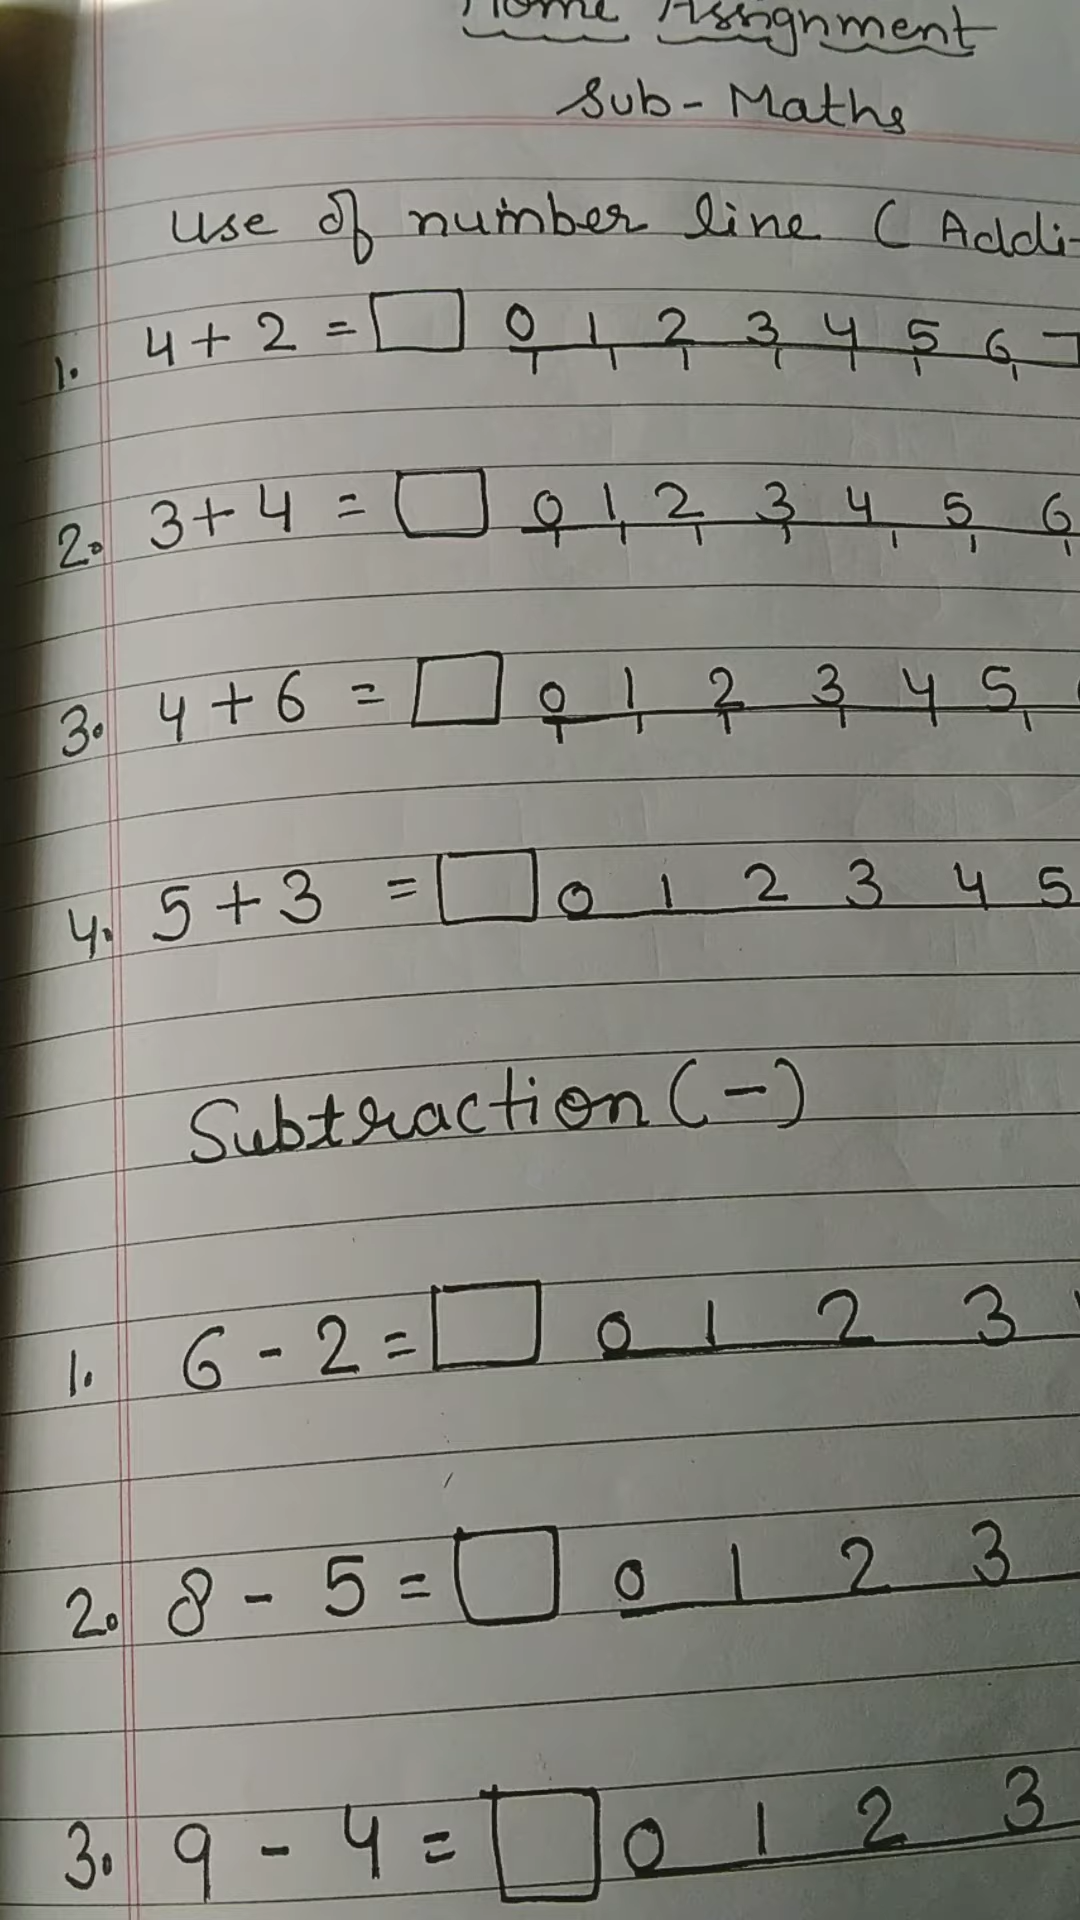 Home Assignment
Sub - Maths
Use of number line ( Addi-
1. 4 + 2 = 0 1 2 3 4 5 6 7
2. 3 + 4 = 0 1 2 3 4 5 6
3. 4 + 6 = 0 1 2 3 4 5
4. 5 + 3 = 0 1 2 3 4 5
Subtraction ( - )
1. 6 - 2 = 0 1 2 3
2. 8 - 5 = 0 1 2 3
3. 9 - 4 = 0 1 2 3